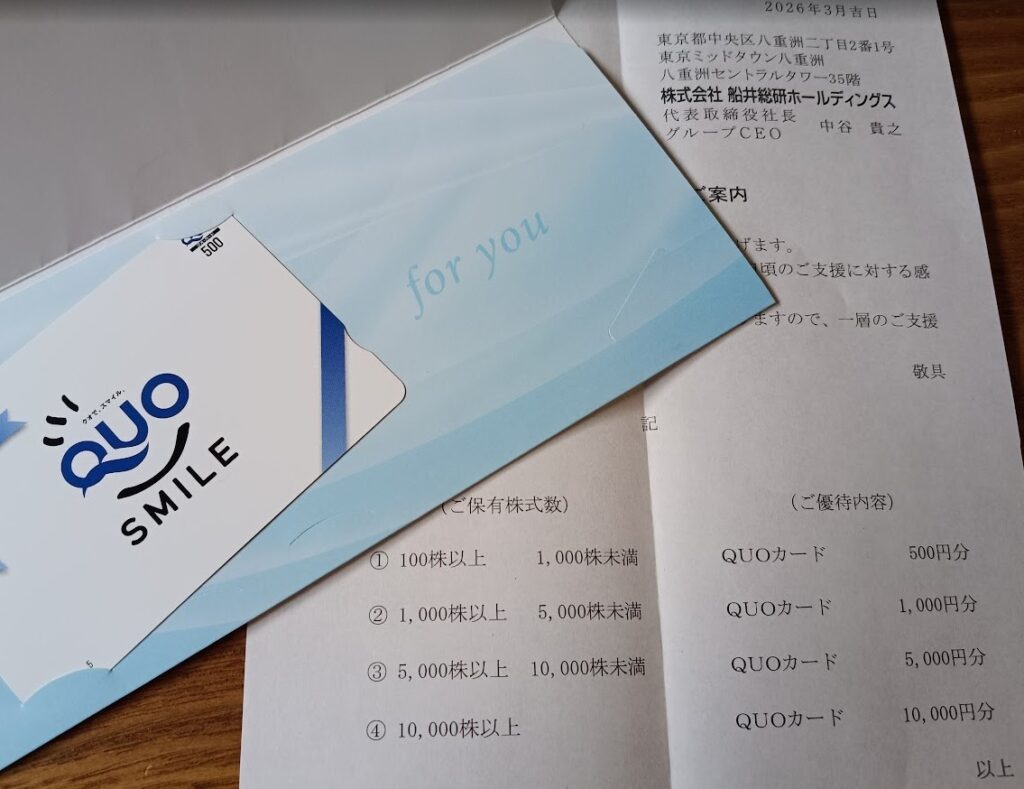 2026年3月吉日
東京都中央区八重洲二丁目2番1号
東京ミッドタウン八重洲
八重洲セントラルタワー35階
株式会社 船井総研ホールディングス
代表取締役社長
グループCEO 中谷 貴之
ご案内
げます。
頃のご支援に対する感
ますので、一層のご支援
敬具
記
(ご保有株式数) (ご優待内容)
① 100株以上 1,000株未満 QUOカード 500円分
② 1,000株以上 5,000株未満 QUOカード 1,000円分
③ 5,000株以上 10,000株未満 QUOカード 5,000円分
④ 10,000株以上 QUOカード 10,000円分
以上
for you
500
クオで、スマイル。
QUO
SMILE
5